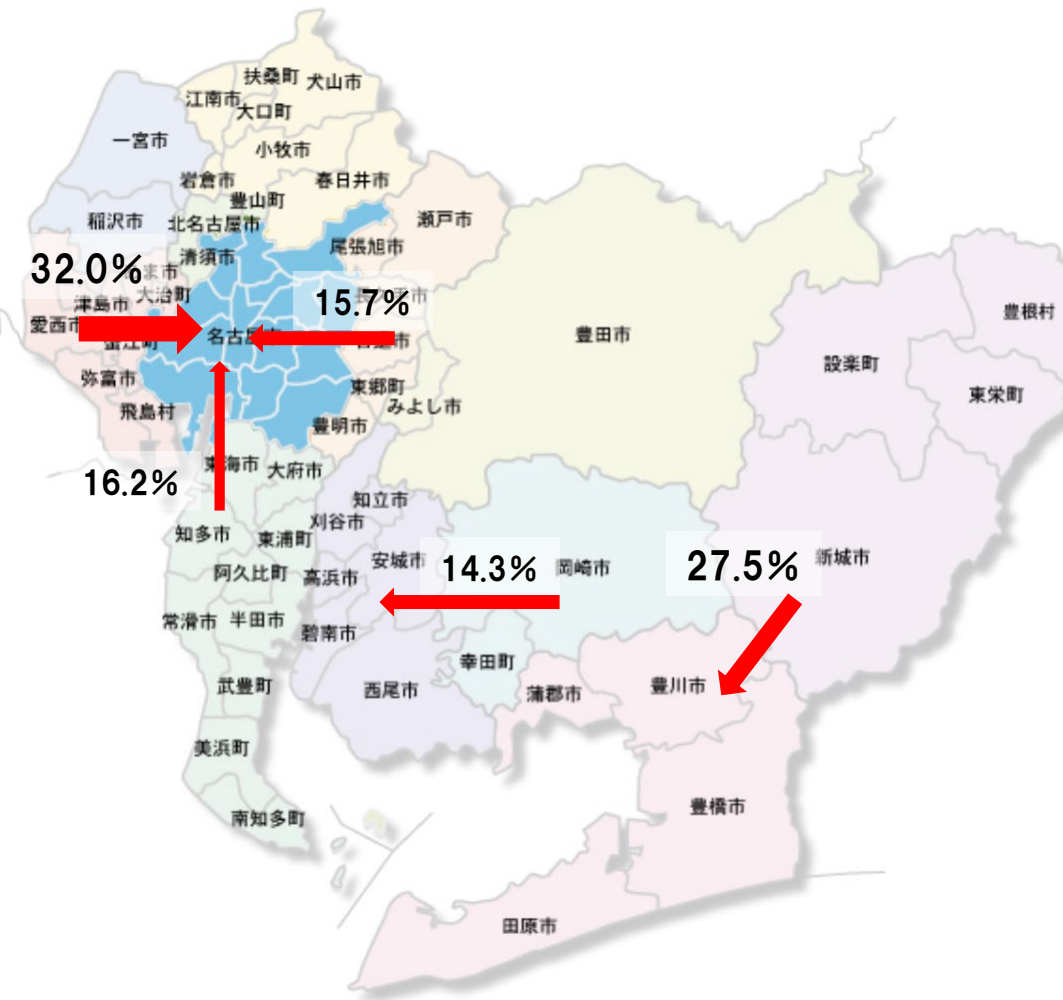 扶桑町
犬山市
江南市
大口町
一宮市
小牧市
岩倉市
春日井市
豊山町
稲沢市
北名古屋市
瀬戸市
尾張旭市
清須市
32.0%
ま市
大治町
津島市
15.7%
豊根村
愛西市
名古屋
豊田市
設楽町
弥富市
東郷町
東栄町
みよし市
飛島村
豊明市
東海市
大府市
16.2%
知立市
刈谷市
知多市
東浦町
安城市
14.3%
岡崎市
27.5%
新城市
阿久比町
高浜市
常滑市
半田市
碧南市
幸田町
武豊町
西尾市
蒲郡市
豊川市
美浜町
豊橋市
南知多町
田原市